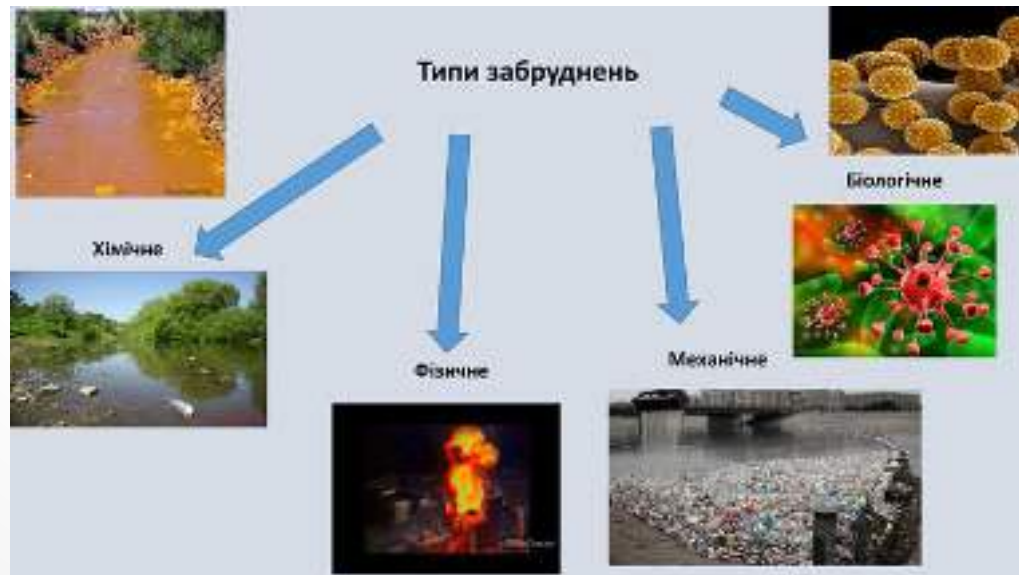 Типи забруднень
Біологічне
Хімічне
Фізичне
Механічне